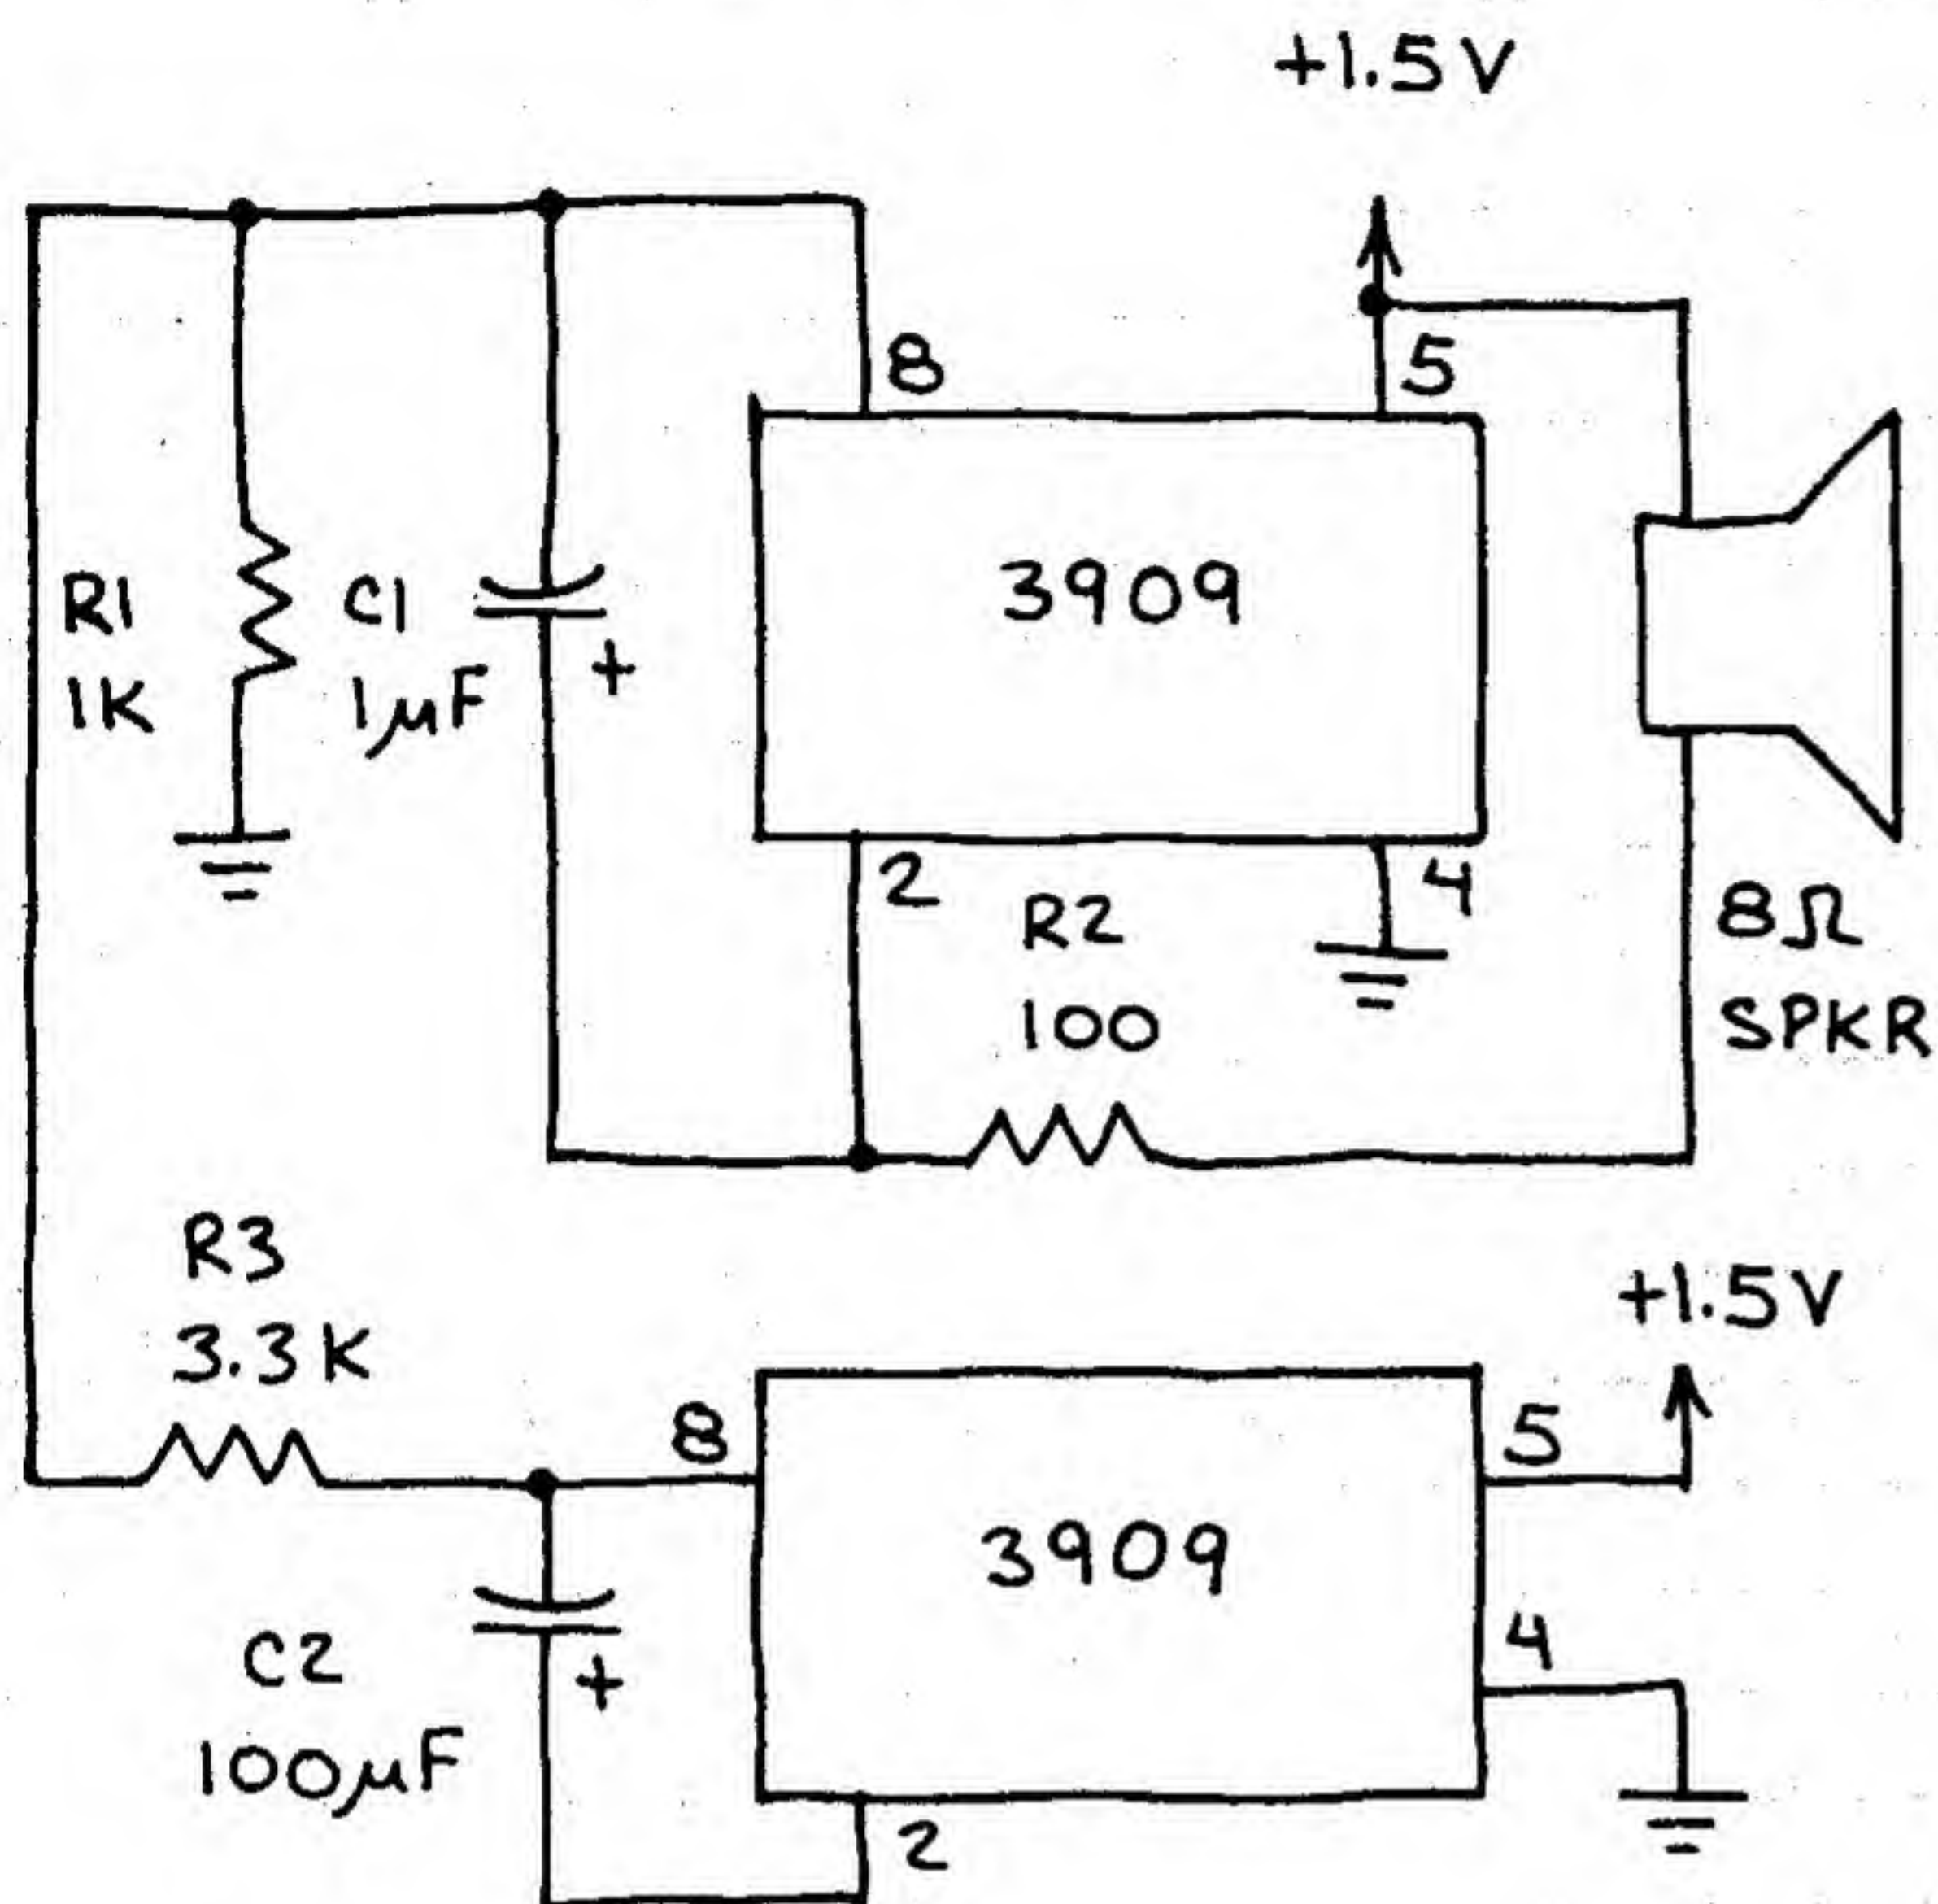 +1.5V
8
5
R1
1K
C1
1µF
+
3909
2
4
R2
100
8Ω
SPKR
R3
3.3K
+1.5V
8
5
3909
4
C2
100µF
+
2